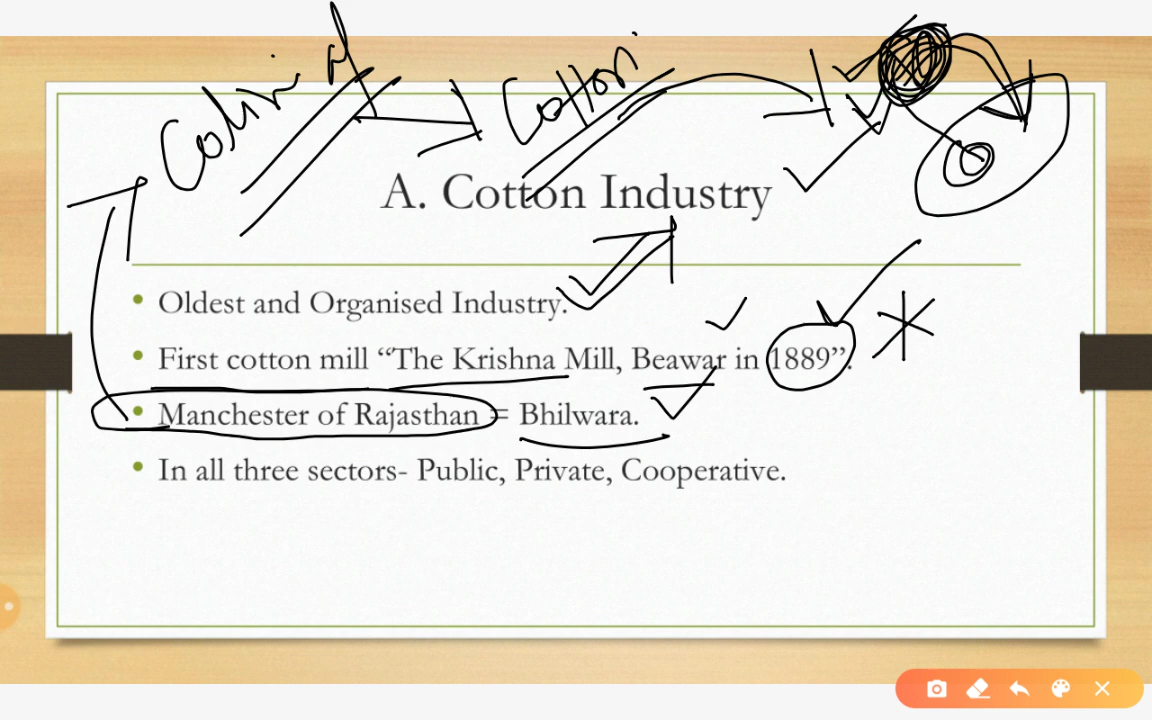 Cotton
A. Cotton Industry
• Oldest and Organised Industry.
• First cotton mill “The Krishna Mill, Beawar in 1889”.
• Manchester of Rajasthan = Bhilwara.
• In all three sectors- Public, Private, Cooperative.